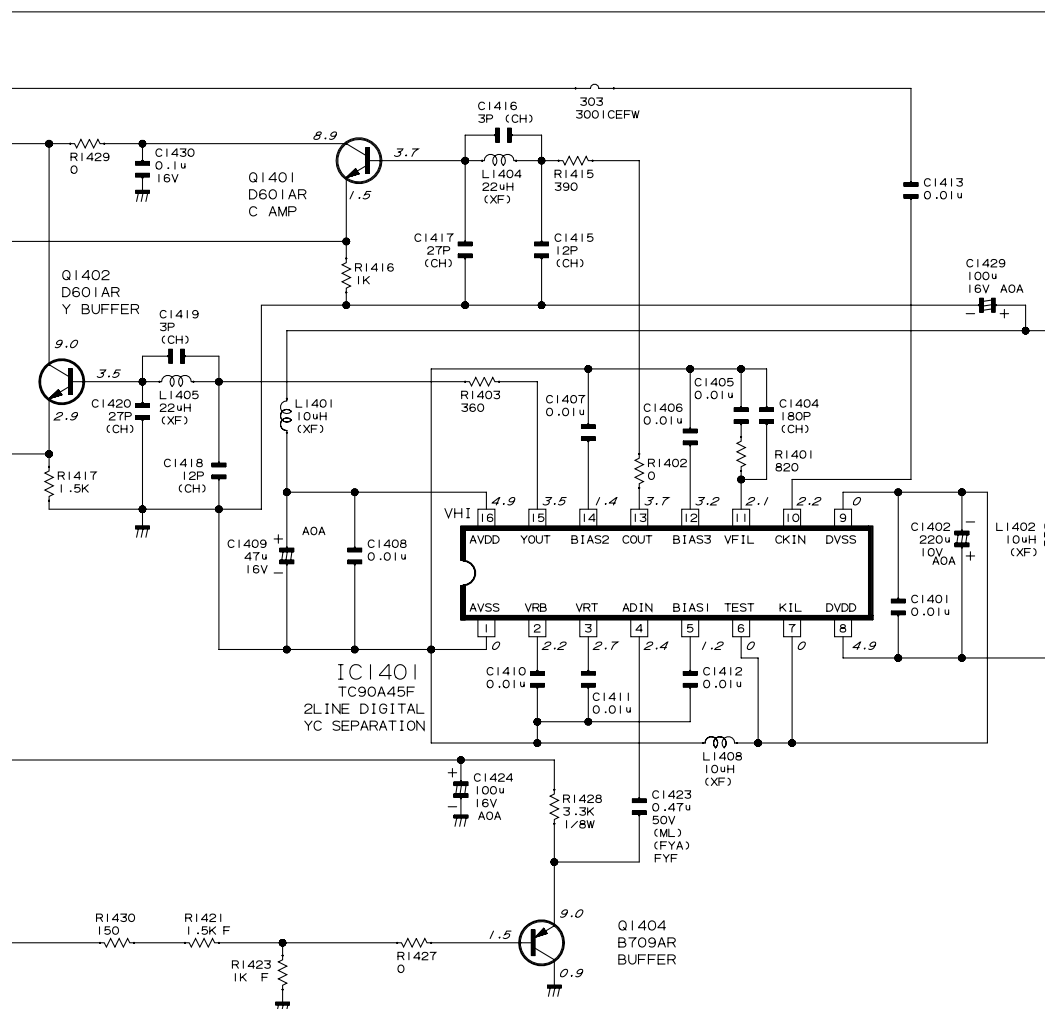 303
3001CEFW
C1416
3P (CH)
8.9
3.7
R1429
0
C1430
0.1u
16V
Q1401
D601AR
C AMP
1.5
L1404
22uH
(XF)
R1415
390
C1413
0.01u
C1417
27P
(CH)
C1415
12P
(CH)
R1416
1K
C1429
100u
16V A0A
-
+
Q1402
D601AR
Y BUFFER
C1419
3P
(CH)
9.0
3.5
2.9
C1420
27P
(CH)
L1405
22uH
(XF)
L1401
10uH
(XF)
R1403
360
C1407
0.01u
C1406
0.01u
C1405
0.01u
C1404
180P
(CH)
R1417
1.5K
C1418
12P
(CH)
R1402
0
R1401
820
VHI
4.9
3.5
1.4
3.7
3.2
2.1
2.2
0
16
15
14
13
12
11
10
9
AVDD
YOUT
BIAS2
COUT
BIAS3
VFIL
CKIN
DVSS
C1409
47u
16V
+
-
A0A
C1408
0.01u
C1402
220u
10V
A0A
-
+
L1402
10uH
(XF)
C1401
0.01u
AVSS
VRB
VRT
ADIN
BIAS1
TEST
KIL
DVDD
1
2
3
4
5
6
7
8
0
2.2
2.7
2.4
1.2
0
0
4.9
IC1401
TC90A45F
2LINE DIGITAL
YC SEPARATION
C1410
0.01u
C1411
0.01u
C1412
0.01u
L1408
10uH
(XF)
+
-
C1424
100u
16V
A0A
R1428
3.3K
1/8W
C1423
0.47u
50V
(ML)
(FYA)
FYF
R1430
150
R1421
1.5K F
R1423
1K F
R1427
0
1.5
9.0
0.9
Q1404
B709AR
BUFFER